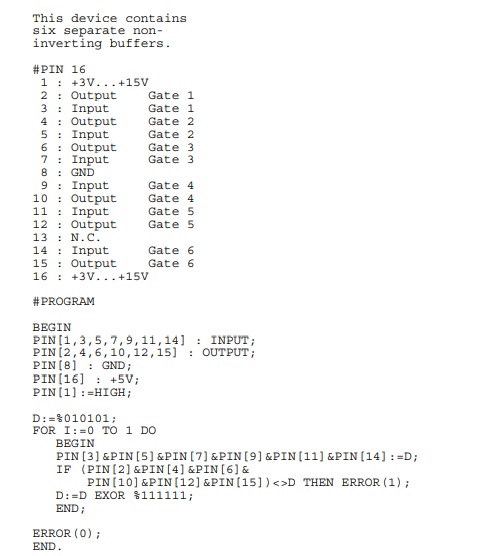 This device contains
six separate non-
inverting buffers.
#PIN 16
1 : +3V...+15V
2 : Output Gate 1
3 : Input Gate 1
4 : Output Gate 2
5 : Input Gate 2
6 : Output Gate 3
7 : Input Gate 3
8 : GND
9 : Input Gate 4
10 : Output Gate 4
11 : Input Gate 5
12 : Output Gate 5
13 : N.C.
14 : Input Gate 6
15 : Output Gate 6
16 : +3V...+15V
#PROGRAM
BEGIN
PIN[1,3,5,7,9,11,14] : INPUT;
PIN[2,4,6,10,12,15] : OUTPUT;
PIN[8] : GND;
PIN[16] : +5V;
PIN[1]:=HIGH;
D:=%010101;
FOR I:=0 TO 1 DO
BEGIN
PIN[3]&PIN[5]&PIN[7]&PIN[9]&PIN[11]&PIN[14]:=D;
IF (PIN[2]&PIN[4]&PIN[6]&
PIN[10]&PIN[12]&PIN[15])<>D THEN ERROR(1);
D:=D EXOR %111111;
END;
ERROR(0);
END.